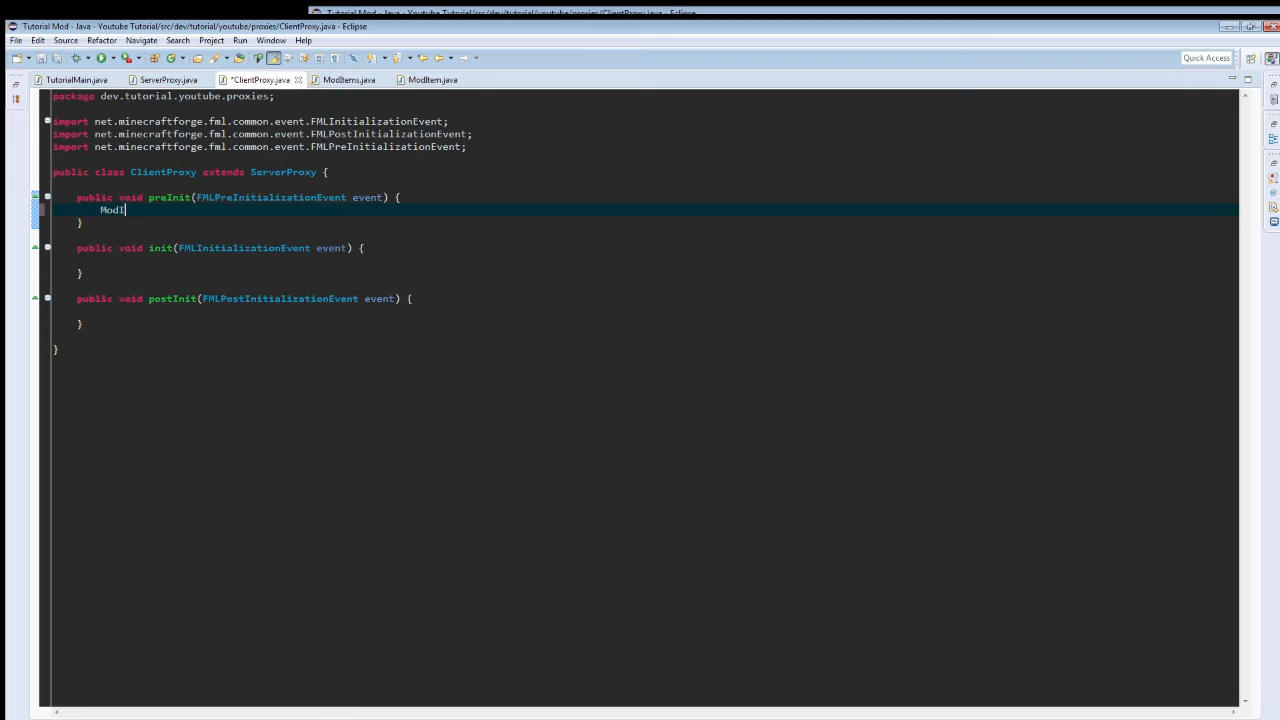 Tutorial Mod - Java - Youtube Tutorial/src/dev/tutorial/youtube/proxies/ClientProxy.java - Eclipse
File Edit Source Refactor Navigate Search Project Run Window Help
Quick Access
TutorialMain.java ServerProxy.java *ClientProxy.java ModItems.java ModItem.java
package dev.tutorial.youtube.proxies;
import net.minecraftforge.fml.common.event.FMLInitializationEvent;
import net.minecraftforge.fml.common.event.FMLPostInitializationEvent;
import net.minecraftforge.fml.common.event.FMLPreInitializationEvent;
public class ClientProxy extends ServerProxy {
public void preInit(FMLPreInitializationEvent event) {
ModI
}
public void init(FMLInitializationEvent event) {
}
public void postInit(FMLPostInitializationEvent event) {
}
}